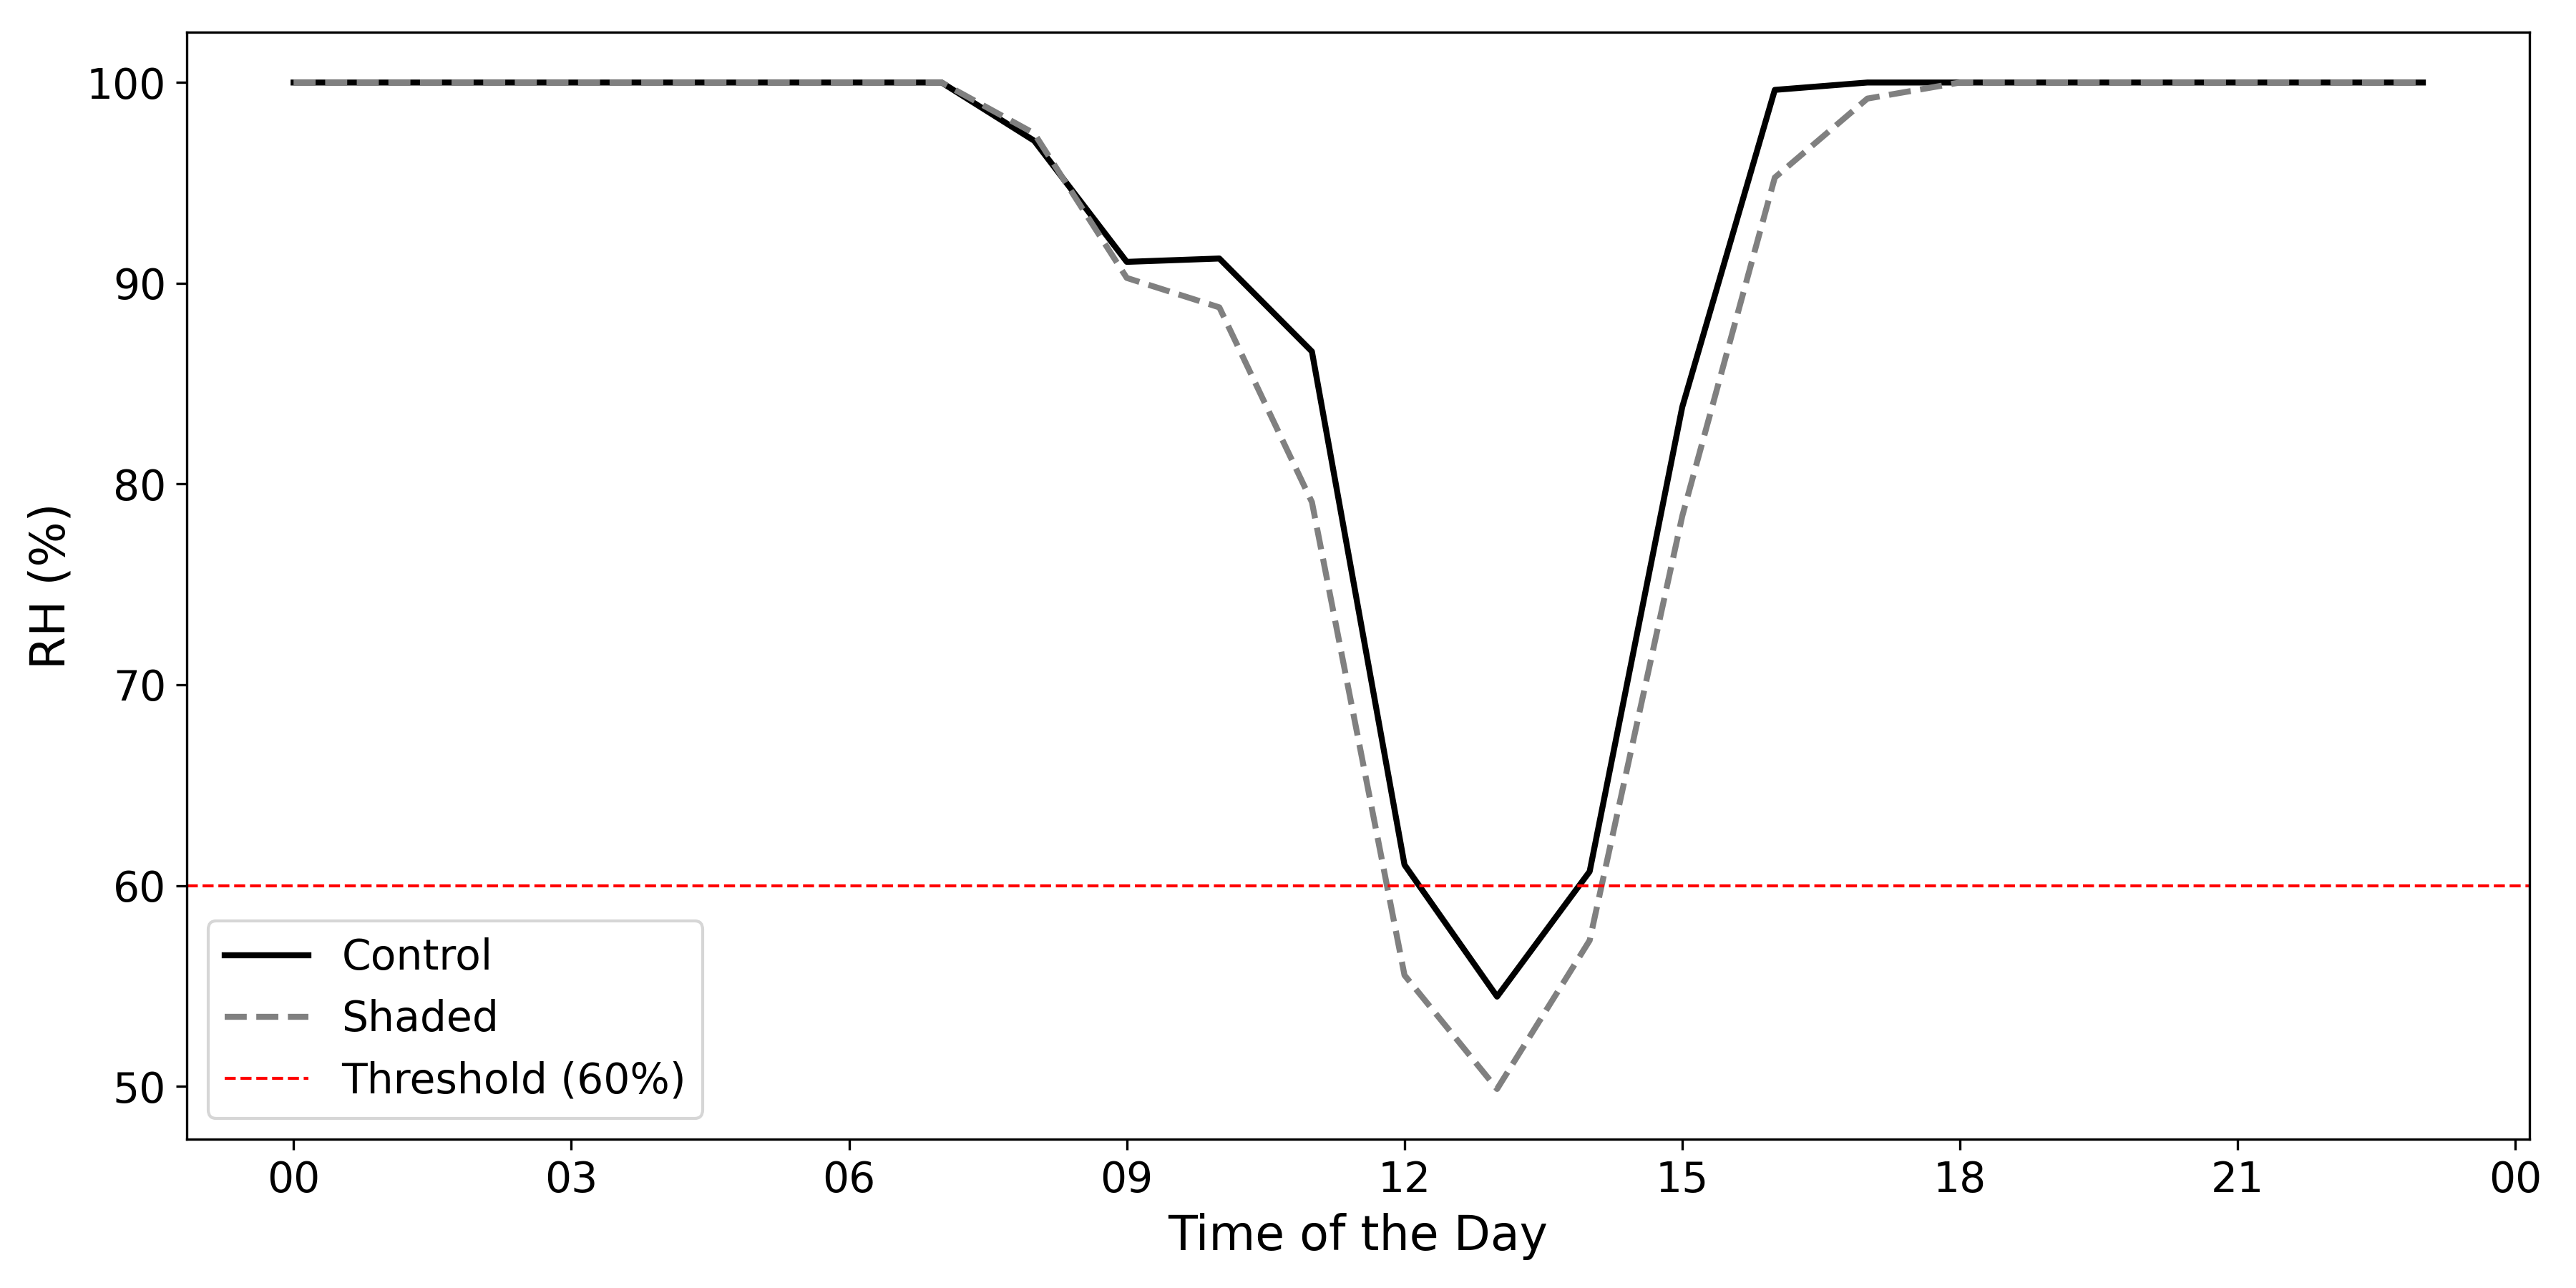 100
90
80
70
60
50
RH (%)
Control
Shaded
Threshold (60%)
00 03 06 09 12 15 18 21 00
Time of the Day